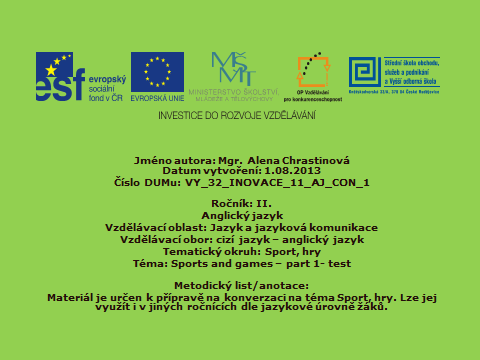 esf evropský
sociální
fond v ČR
EVROPSKÁ UNIE
MŠMT
MINISTERSTVO ŠKOLSTVÍ,
MLÁDEŽE A TĚLOVÝCHOVY
OP Vzdělávání
pro konkurenceschopnost
Střední škola obchodu,
služeb a podnikání
a Vyšší odborná škola
INVESTICE DO ROZVOJE VZDĚLÁVÁNÍ
Jméno autora: Mgr. Alena Chrastinová
Datum vytvoření: 1.08.2013
Číslo DUMu: VY_32_INOVACE_11_AJ_CON_1
Ročník: II.
Anglický jazyk
Vzdělávací oblast: Jazyk a jazyková komunikace
Vzdělávací obor: cizí jazyk – anglický jazyk
Tematický okruh: Sport, hry
Téma: Sports and games – part 1- test
Metodický list/anotace:
Materiál je určen k přípravě na konverzaci na téma Sport, hry. Lze jej
využít i v jiných ročnících dle jazykové úrovně žáků.